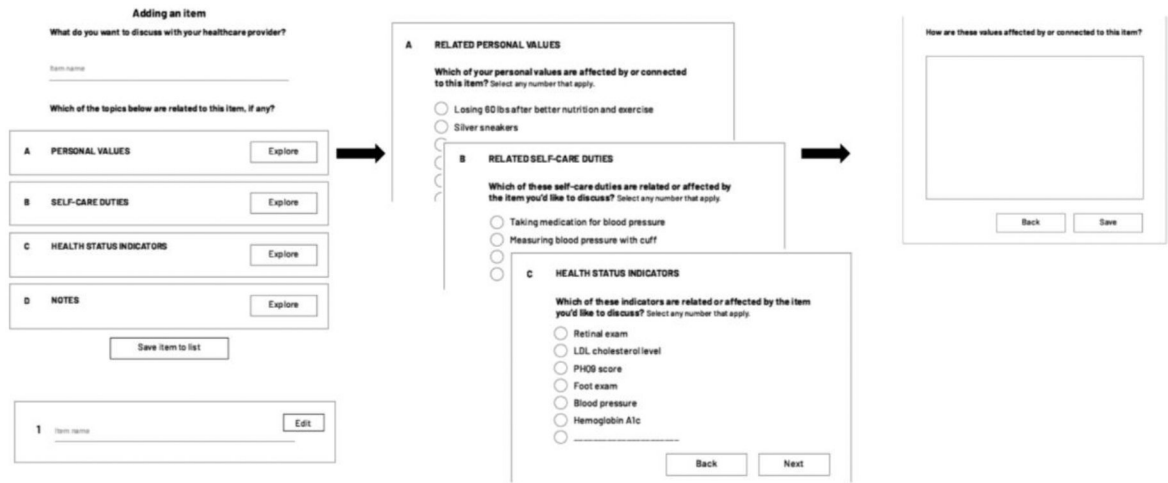 Adding an item
What do you want to discuss with your healthcare provider?
Item name
Which of the topics below are related to this item, if any?
A PERSONAL VALUES Explore
B SELF-CARE DUTIES Explore
C HEALTH STATUS INDICATORS Explore
D NOTES Explore
Save item to list
1 Item name Edit
A RELATED PERSONAL VALUES
Which of your personal values are affected by or connected
to this item? Select any number that apply.
Losing 60 lbs after better nutrition and exercise
Silver sneakers
B RELATED SELF-CARE DUTIES
Which of these self-care duties are related or affected by
the item you'd like to discuss? Select any number that apply.
Taking medication for blood pressure
Measuring blood pressure with cuff
C HEALTH STATUS INDICATORS
Which of these indicators are related or affected by the item
you'd like to discuss? Select any number that apply.
Retinal exam
LDL cholesterol level
PHQ9 score
Foot exam
Blood pressure
Hemoglobin A1c
Back Next
How are these values affected by or connected to this item?
Back Save